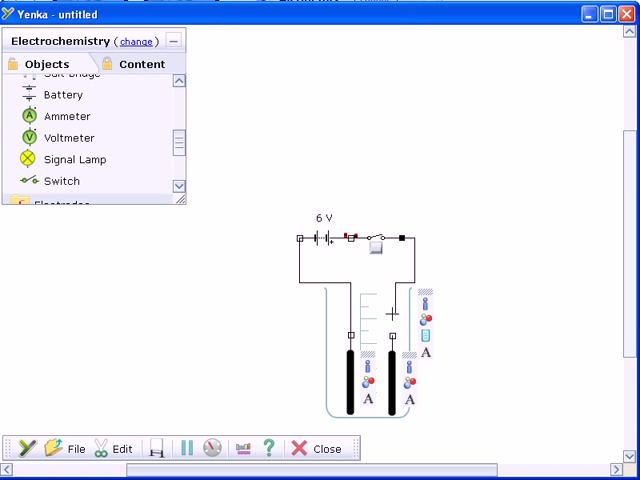 Yenka - untitled
Electrochemistry (change)
Objects
Content
Battery
A Ammeter
V Voltmeter
Signal Lamp
Switch
6 V
A
A
A
File
Edit
?
Close